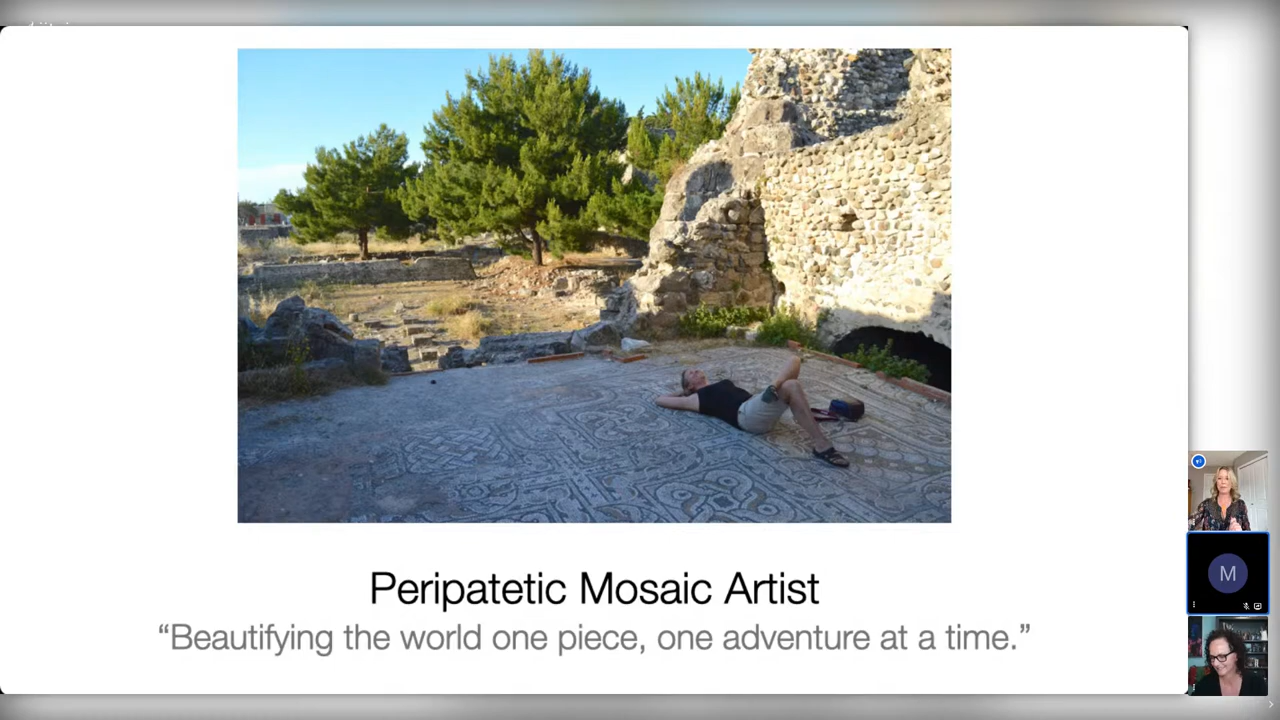 Peripatetic Mosaic Artist
“Beautifying the world one piece, one adventure at a time.”
M